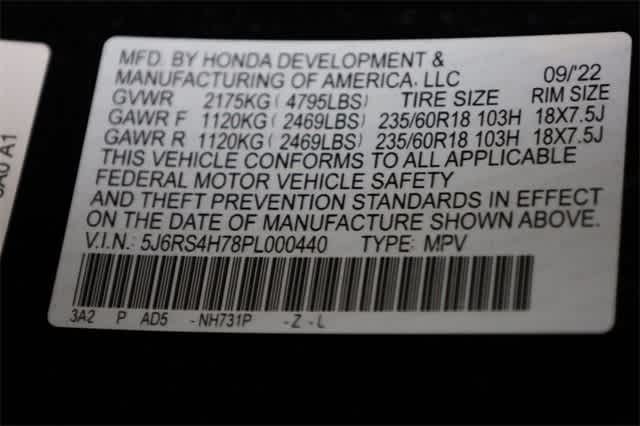 MFD. BY HONDA DEVELOPMENT &
MANUFACTURING OF AMERICA, LLC 09/'22
GVWR 2175KG ( 4795LBS) TIRE SIZE RIM SIZE
GAWR F 1120KG ( 2469LBS) 235/60R18 103H 18X7.5J
GAWR R 1120KG ( 2469LBS) 235/60R18 103H 18X7.5J
THIS VEHICLE CONFORMS TO ALL APPLICABLE
FEDERAL MOTOR VEHICLE SAFETY
AND THEFT PREVENTION STANDARDS IN EFFECT
ON THE DATE OF MANUFACTURE SHOWN ABOVE.
V.I.N.: 5J6RS4H78PL000440 TYPE: MPV
3A2 P AD5 - NH731P - Z - L
A1